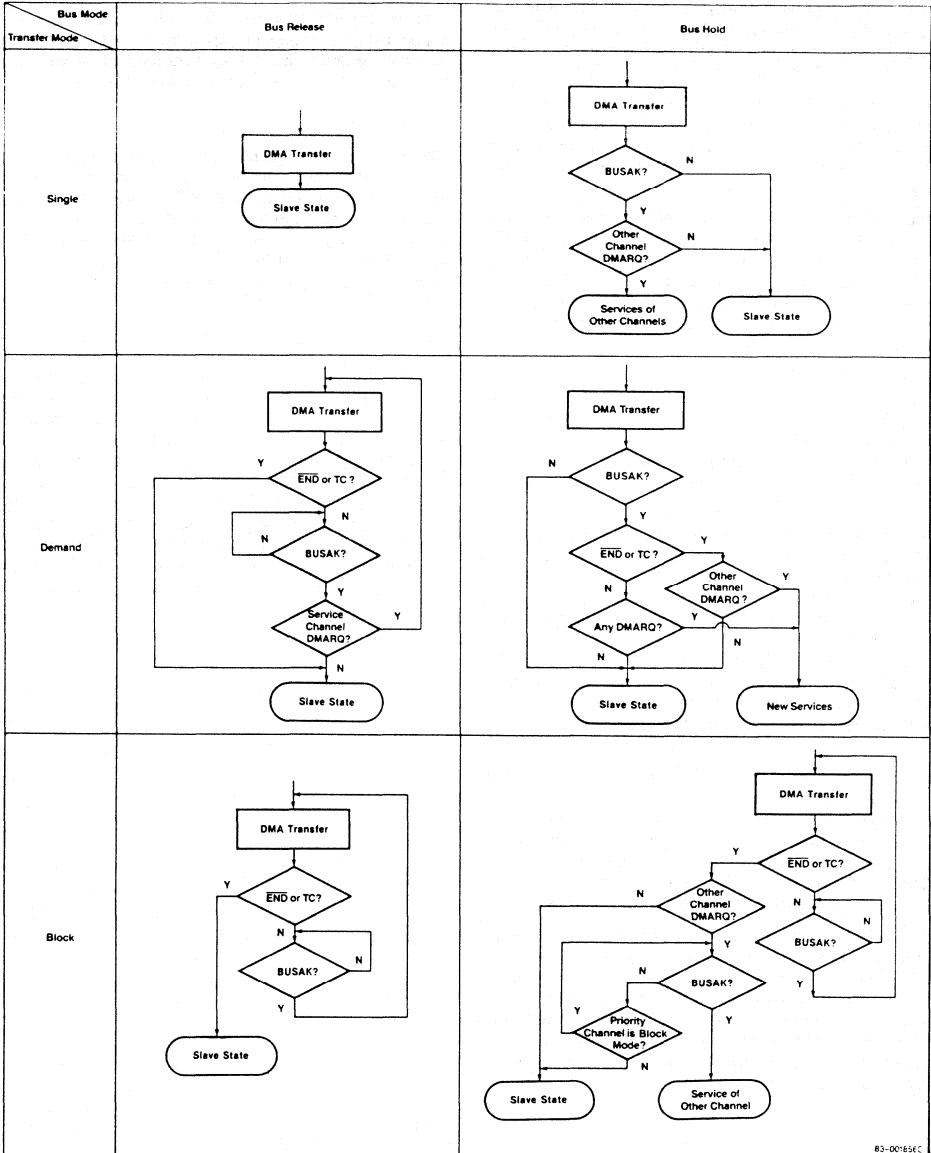 Bus Mode
Transfer Mode
Bus Release
Bus Hold
Single
DMA Transfer
Slave State
DMA Transfer
BUSAK?
N
Y
Other
Channel
DMARQ?
N
Y
Services of
Other Channels
Slave State
Demand
DMA Transfer
Y
END or TC ?
N
N
BUSAK?
Y
Service
Channel
DMARQ?
Y
N
Slave State
DMA Transfer
N
BUSAK?
Y
END or TC ?
Y
N
Other
Channel
DMARQ ?
Y
Any DMARQ?
Y
N
N
Slave State
New Services
Block
DMA Transfer
Y
END or TC?
N
BUSAK?
N
Y
Slave State
DMA Transfer
Y
END or TC?
N
N
Other
Channel
DMARQ?
Y
BUSAK?
N
Y
N
BUSAK?
Y
Y
Priority
Channel is Block
Mode?
N
Slave State
Service of
Other Channel
83-001856C